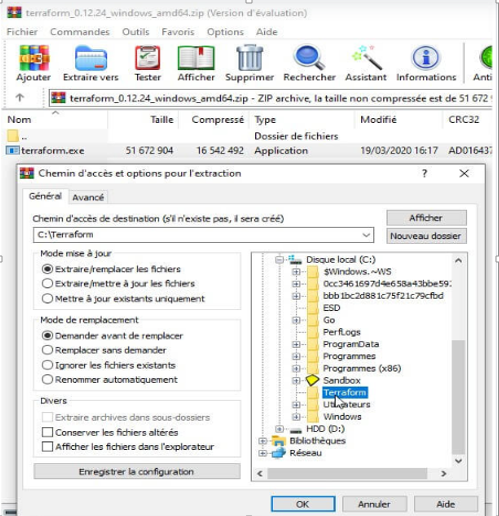 terraform_0.12.24_windows_amd64.zip (Version d'évaluation)
Fichier Commandes Outils Favoris Options Aide
Ajouter Extraire vers Tester Afficher Supprimer Rechercher Assistant Informations Anti
terraform_0.12.24_windows_amd64.zip - ZIP archive, la taille non compressée est de 51 672
Nom Taille Compressé Type Modifié CRC32
.. Dossier de fichiers
terraform.exe 51 672 904 16 542 492 Application 19/03/2020 16:17 AD016437
Chemin d'accès et options pour l'extraction ? ×
Général Avancé
Chemin d'accès de destination (s'il n'existe pas, il sera créé)
Afficher
C:\Terraform
Nouveau dossier
Mode mise à jour
Extraire/remplacer les fichiers
Extraire/mettre à jour les fichiers
Mettre à jour existants uniquement
Mode de remplacement
Demander avant de remplacer
Remplacer sans demander
Ignorer les fichiers existants
Renommer automatiquement
Divers
Extraire archives dans sous-dossiers
Conserver les fichiers altérés
Afficher les fichiers dans l'explorateur
Enregistrer la configuration
Disque local (C:)
$Windows.~WS
0cc3461697d4e658a43bbe59
bbb1bc2d881c75f21c79cfbd
ESD
Go
PerfLogs
ProgramData
Programmes
Programmes (x86)
Sandbox
Terraform
Utilisateurs
Windows
HDD (D:)
Bibliothèques
Réseau
OK Annuler Aide